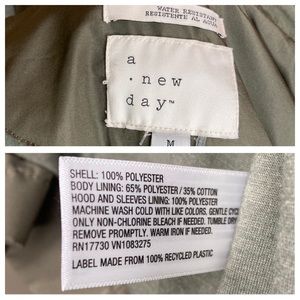 WATER RESISTANT
RESISTENTE AL AGUA
a
new
day™
M
SHELL: 100% POLYESTER
BODY LINING: 65% POLYESTER / 35% COTTON
HOOD AND SLEEVES LINING: 100% POLYESTER
MACHINE WASH COLD WITH LIKE COLORS, GENTLE CYCL
ONLY NON-CHLORINE BLEACH IF NEEDED. TUMBLE DRY
REMOVE PROMPTLY. WARM IRON IF NEEDED.
RN17730 VN1083275
LABEL MADE FROM 100% RECYCLED PLASTIC